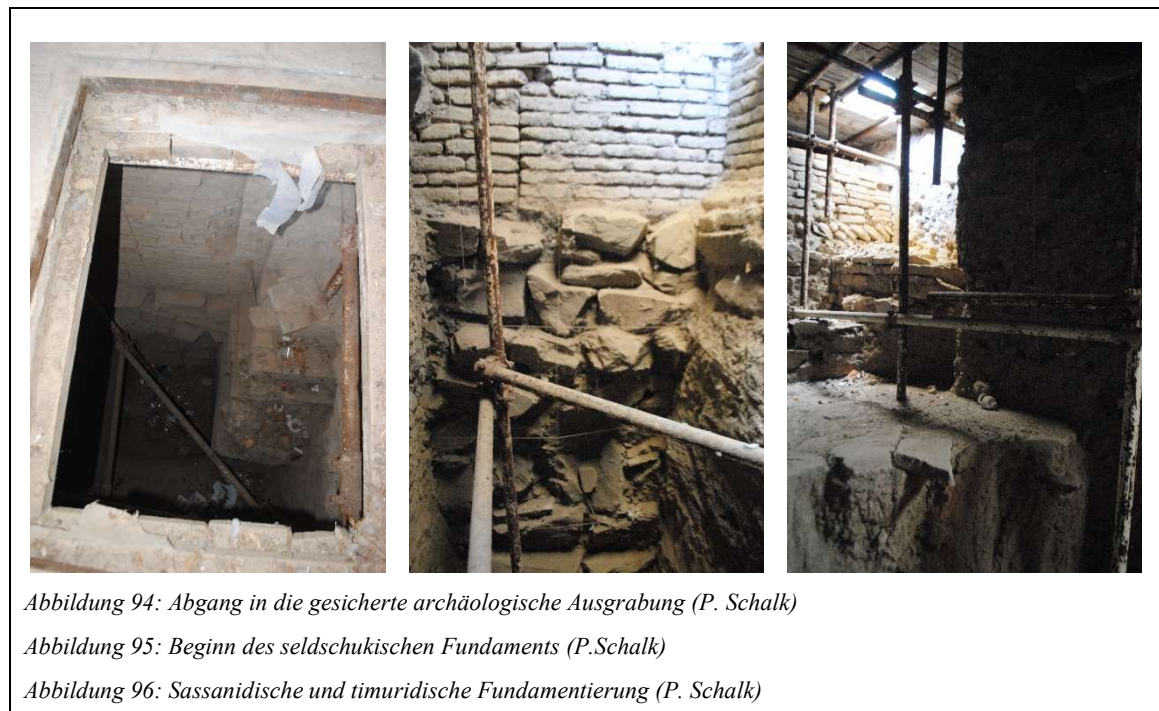 Abbildung 94: Abgang in die gesicherte archäologische Ausgrabung (P. Schalk)
Abbildung 95: Beginn des seldschukischen Fundaments (P.Schalk)
Abbildung 96: Sassanidische und timuridische Fundamentierung (P. Schalk)